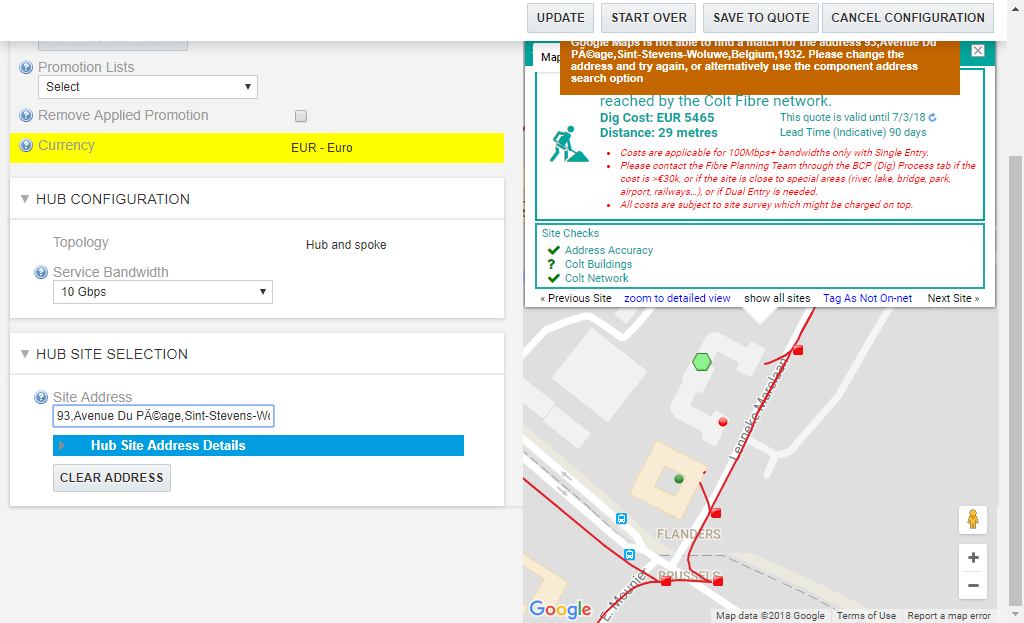 UPDATE
START OVER
SAVE TO QUOTE
CANCEL CONFIGURATION
Promotion Lists
Select
Remove Applied Promotion
Currency
EUR - Euro
HUB CONFIGURATION
Topology
Hub and spoke
Service Bandwidth
10 Gbps
HUB SITE SELECTION
Site Address
93,Avenue Du PÃ©age,Sint-Stevens-Wo
Hub Site Address Details
CLEAR ADDRESS
Map
Google Maps is not able to find a match for the address 93,Avenue Du
PÃ©age,Sint-Stevens-Woluwe,Belgium,1932. Please change the
address and try again, or alternatively use the component address
search option
reached by the Colt Fibre network.
Dig Cost: EUR 5465
This quote is valid until 7/3/18
Distance: 29 metres
Lead Time (Indicative) 90 days
Costs are applicable for 100Mbps+ bandwidths only with Single Entry.
Please contact the Fibre Planning Team through the BCP (Dig) Process tab if the
cost is >€30k, or if the site is close to special areas (river, lake, bridge, park,
airport, railways...), or if Dual Entry is needed.
All costs are subject to site survey which might be charged on top.
Site Checks
Address Accuracy
? Colt Buildings
Colt Network
« Previous Site
zoom to detailed view
show all sites
Tag As Not On-net
Next Site »
Lenneke Marelaan
FLANDERS
BRUSSELS
E. Mounier
Google
Map data ©2018 Google
Terms of Use
Report a map error